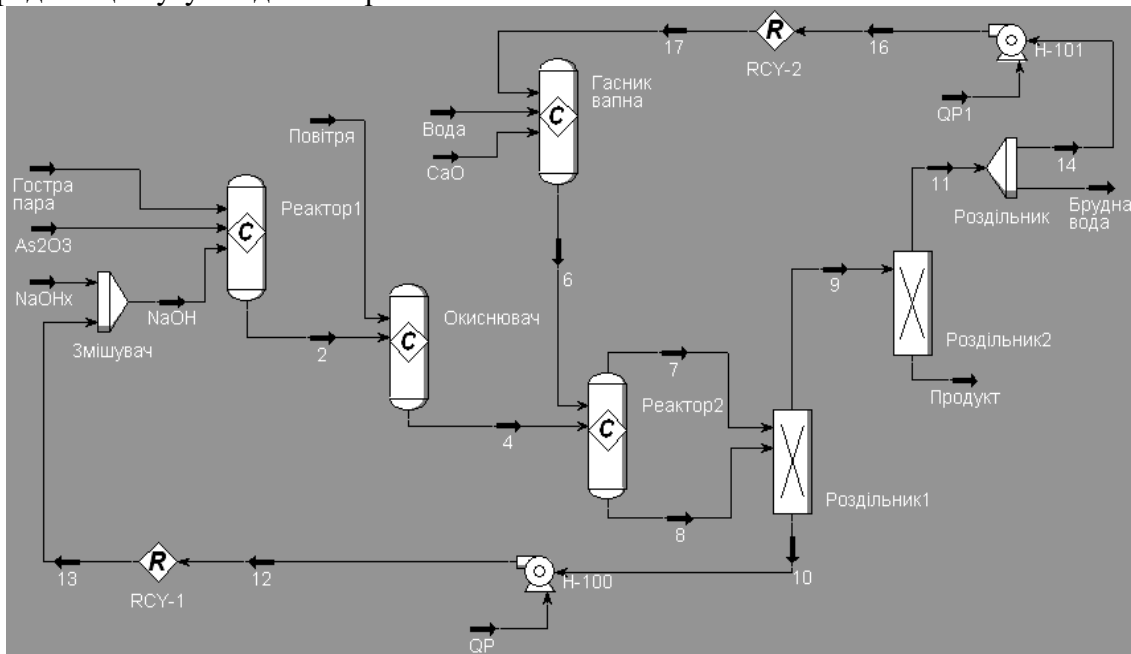 17
RCY-2
16
Н-101
Гасник
вапна
Вода
СаО
QP1
Повітря
11
14
Роздільник
Брудна
вода
Гостра
пара
Реактор1
As2O3
NaOHx
NaOH
Змішувач
2
Окиснювач
6
9
Роздільник2
Продукт
7
Реактор2
4
8
Роздільник1
10
13
RCY-1
12
Н-100
QP
R
R
C
C
C
C